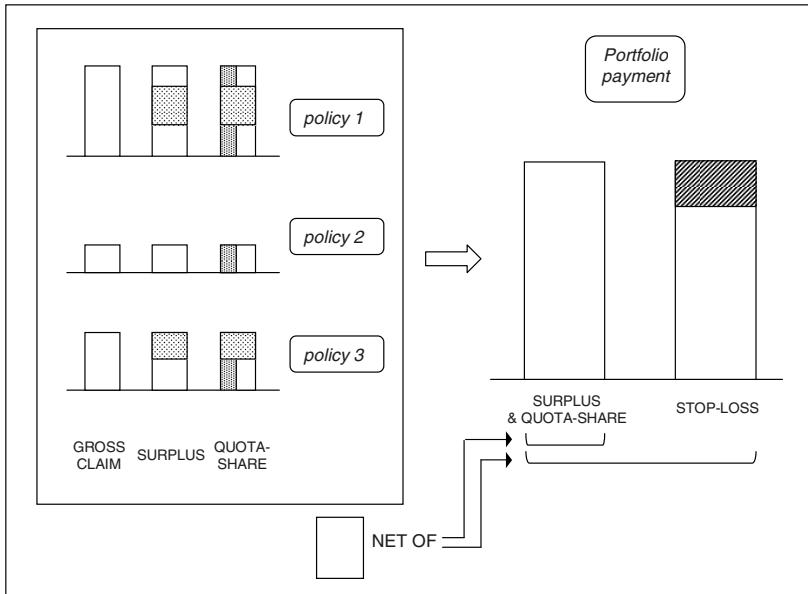 Portfolio
payment
policy 1
policy 2
policy 3
GROSS
CLAIM
SURPLUS
QUOTA-
SHARE
SURPLUS
& QUOTA-SHARE
STOP-LOSS
NET OF